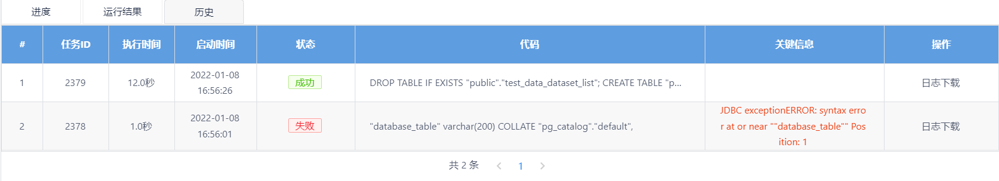 进度 运行结果 历史
# 任务ID 执行时间 启动时间 状态 代码 关键信息 操作
1 2379 12.0秒 2022-01-08 16:56:26 成功 DROP TABLE IF EXISTS "public"."test_data_dataset_list"; CREATE TABLE "p... 日志下载
2 2378 1.0秒 2022-01-08 16:56:01 失败 "database_table" varchar(200) COLLATE "pg_catalog"."default", JDBC exceptionERROR: syntax erro
r at or near ""database_table"" Pos
ition: 1 日志下载
共 2 条 < 1 >